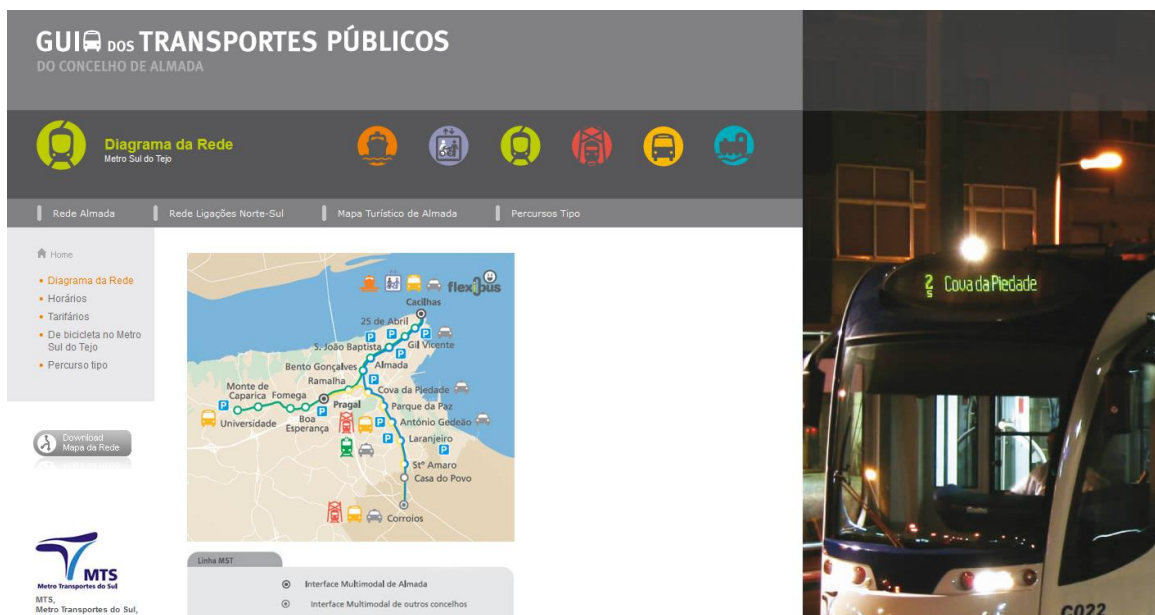 GUIA DOS TRANSPORTES PÚBLICOS
DO CONCELHO DE ALMADA
Diagrama da Rede
Metro Sul do Tejo
Rede Almada
Rede Ligações Norte-Sul
Mapa Turístico de Almada
Percursos Tipo
Home
Diagrama da Rede
Horários
Tarifários
De bicicleta no Metro
Sul do Tejo
Percurso tipo
Download
Mapa da Rede
MTS
Metro Transportes do Sul
MTS,
Metro Transportes do Sul,
flexibus
Cacilhas
25 de Abril
Gil Vicente
S. João Baptista
Almada
Bento Gonçalves
Ramalha
Cova da Piedade
Monte de
Caparica
Fomega
Pragal
Parque da Paz
Universidade
Boa
Esperança
António Gedeão
Laranjeiro
Stº Amaro
Casa do Povo
Corroios
P
P
P
P
P
P
P
P
P
P
Linha MST
Interface Multimodal de Almada
Interface Multimodal de outros concelhos
2
s
Cova da Piedade
C022